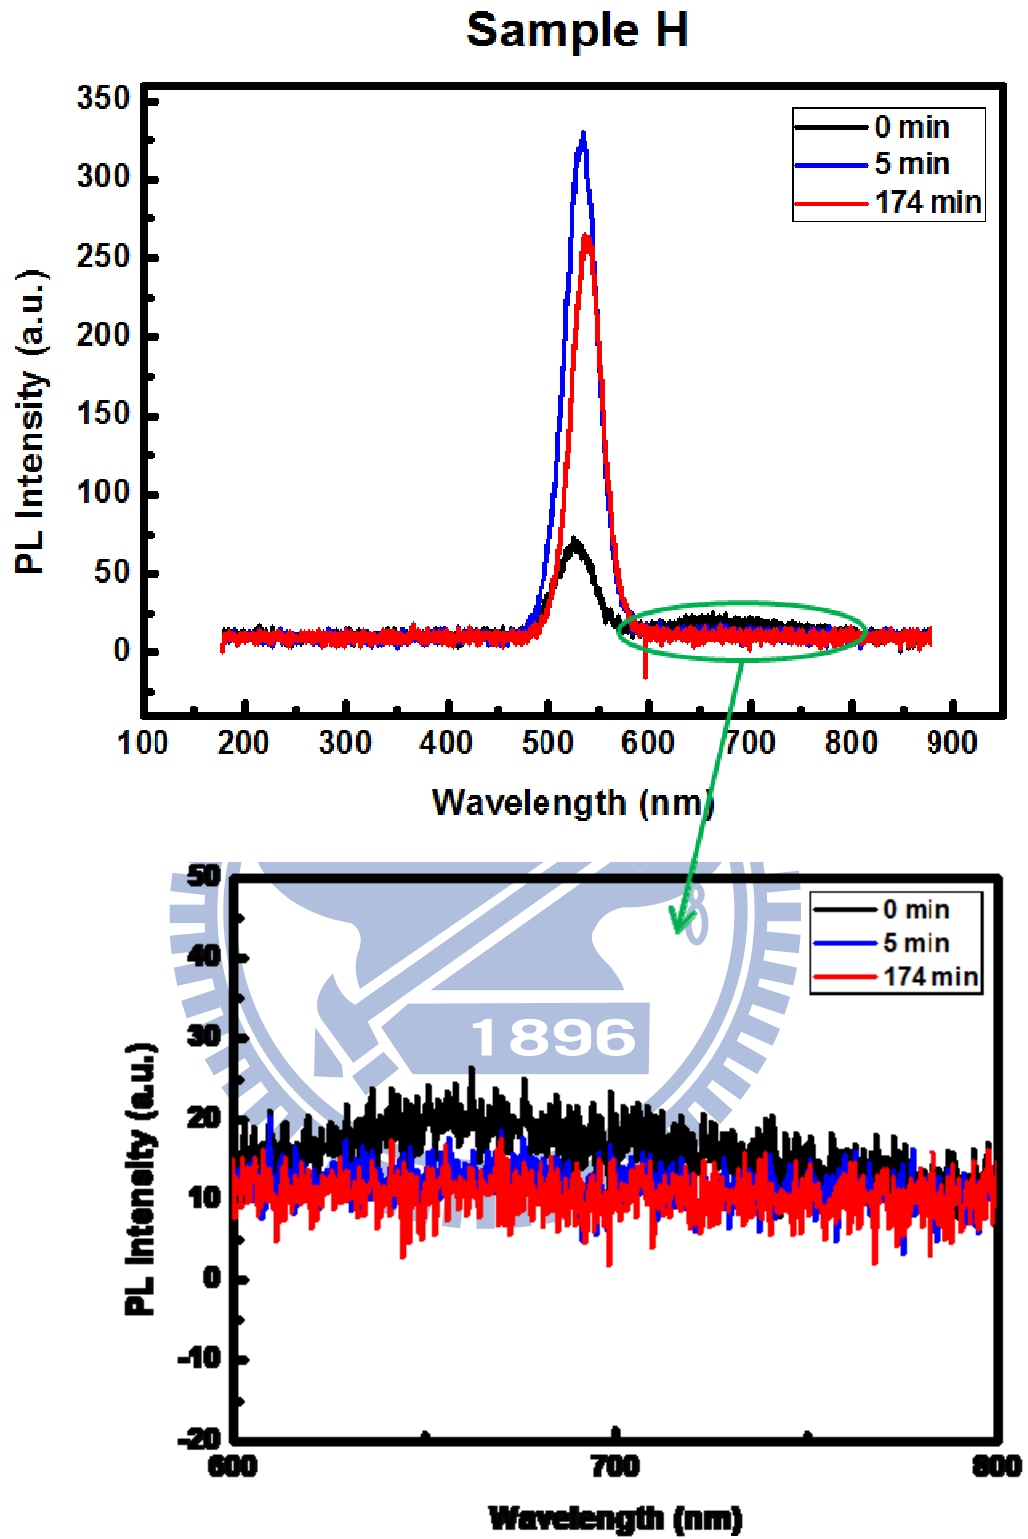 Sample H
350
300
250
200
150
100
50
0
PL Intensity (a.u.)
0 min
5 min
174 min
100 200 300 400 500 600 700 800 900
Wavelength (nm)
50
40
30
20
10
0
-10
-20
PL Intensity (a.u.)
0 min
5 min
174 min
1896
600 700 800
Wavelength (nm)